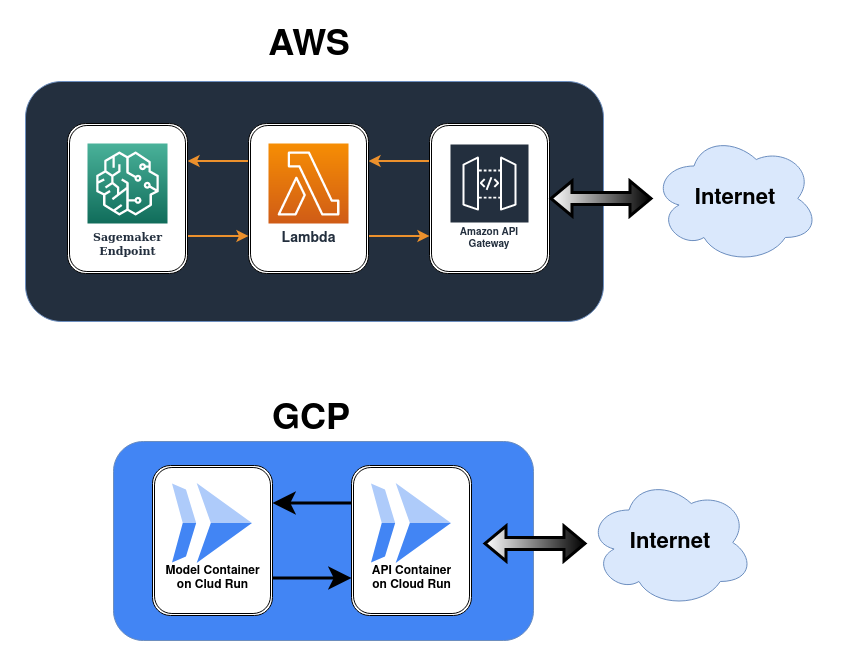 AWS
Sagemaker
Endpoint
Lambda
</>
Amazon API
Gateway
Internet
GCP
Model Container
on Clud Run
API Container
on Cloud Run
Internet